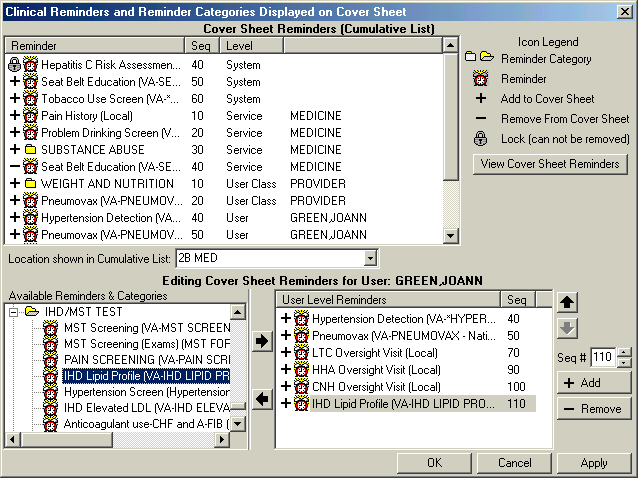 Clinical Reminders and Reminder Categories Displayed on Cover Sheet
Cover Sheet Reminders (Cumulative List)
Reminder Seq Level
Hepatitis C Risk Assessmen... 40 System
Seat Belt Education (VA-SE... 50 System
Tobacco Use Screen (VA-*... 60 System
Pain History (Local) 10 Service MEDICINE
Problem Drinking Screen (V... 20 Service MEDICINE
SUBSTANCE ABUSE 30 Service MEDICINE
Seat Belt Education (VA-SE... 40 Service MEDICINE
WEIGHT AND NUTRITION 10 User Class PROVIDER
Pneumovax (VA-PNEUMOV... 20 User Class PROVIDER
Hypertension Detection (VA... 40 User GREEN,JOANN
Pneumovax (VA-PNEUMOV... 50 User GREEN,JOANN
Icon Legend
Reminder Category
Reminder
Add to Cover Sheet
Remove From Cover Sheet
Lock (can not be removed)
View Cover Sheet Reminders
Location shown in Cumulative List: 2B MED
Editing Cover Sheet Reminders for User: GREEN,JOANN
Available Reminders & Categories
IHD/MST TEST
MST Screening (VA-MST SCREEN
MST Screening (Exams) (MST FOF
PAIN SCREENING (VA-PAIN SCRI
IHD Lipid Profile (VA-IHD LIPID PR
Hypertension Screen (Hypertension
IHD Elevated LDL (VA-IHD ELEVA
Anticoagulant use-CHF and A-FIB (
User Level Reminders Seq
Hypertension Detection (VA-*HYPER... 40
Pneumovax (VA-PNEUMOVAX - Nati... 50
LTC Oversight Visit (Local) 70
HHA Oversight Visit (Local) 90
CNH Oversight Visit (Local) 100
IHD Lipid Profile (VA-IHD LIPID PRO... 110
Seq # 110
Add
Remove
OK Cancel Apply